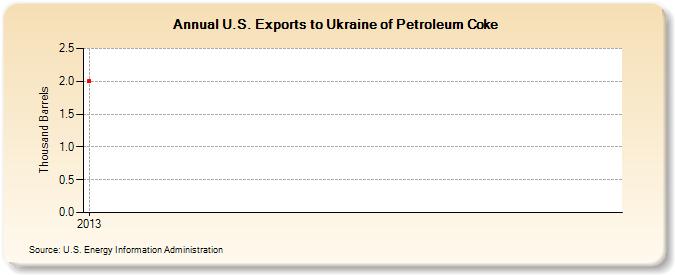 Annual U.S. Exports to Ukraine of Petroleum Coke
Thousand Barrels
2.5
2.0
1.5
1.0
0.5
0.0
2013
Source: U.S. Energy Information Administration